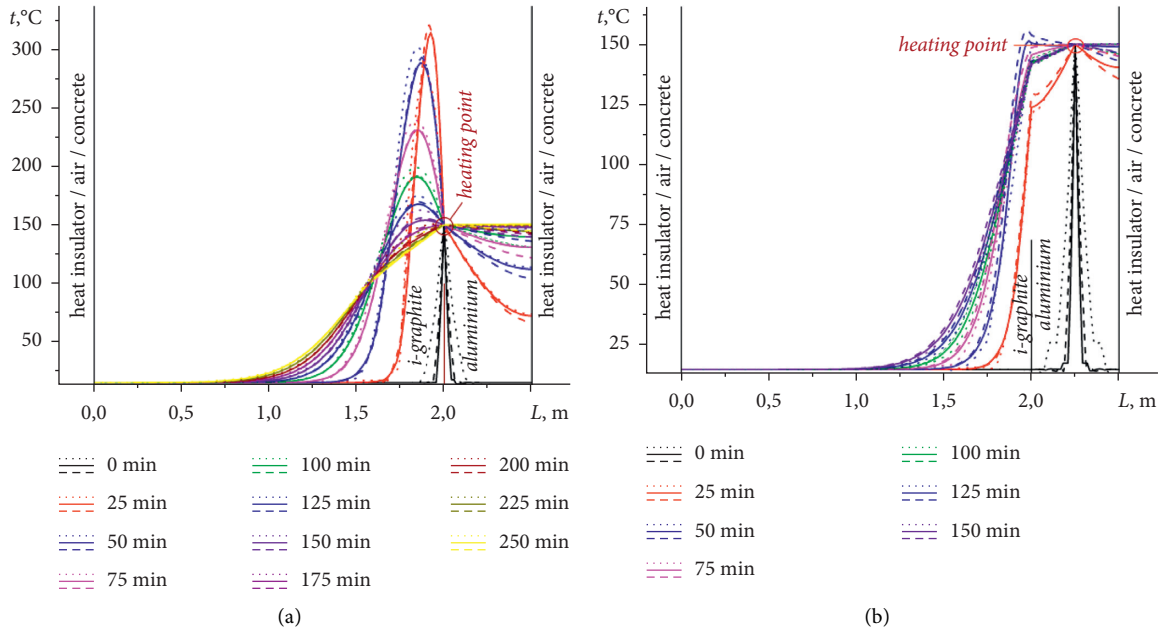 t,°C
300
250
200
150
100
50
heat insulator / air / concrete
i-graphite
aluminium
heating point
heat insulator / air / concrete
0,0
0,5
1,0
1,5
2,0
L, m
0 min
100 min
200 min
25 min
125 min
225 min
50 min
150 min
250 min
75 min
175 min
(a)
t,°C
150
125
100
75
50
25
heating point
heat insulator / air / concrete
i-graphite
aluminium
heat insulator / air / concrete
0,0
0,5
1,0
1,5
2,0
L, m
0 min
100 min
25 min
125 min
50 min
150 min
75 min
(b)